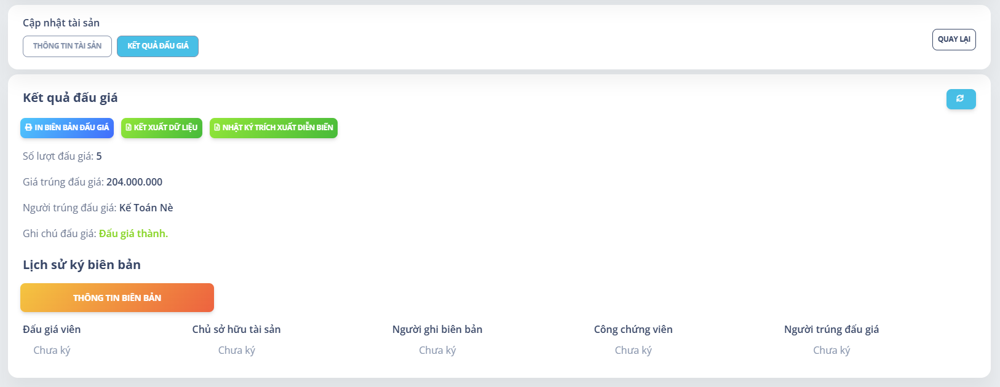 Cập nhật tài sản
THÔNG TIN TÀI SẢN KẾT QUẢ ĐẤU GIÁ
QUAY LẠI
Kết quả đấu giá
IN BIÊN BẢN ĐẤU GIÁ KẾT XUẤT DỮ LIỆU NHẬT KÝ TRÍCH XUẤT DIỄN BIẾN
Số lượt đấu giá: 5
Giá trúng đấu giá: 204.000.000
Người trúng đấu giá: Kế Toán Nè
Ghi chú đấu giá: Đấu giá thành.
Lịch sử ký biên bản
THÔNG TIN BIÊN BẢN
Đấu giá viên Chủ sở hữu tài sản Người ghi biên bản Công chứng viên Người trúng đấu giá
Chưa ký Chưa ký Chưa ký Chưa ký Chưa ký